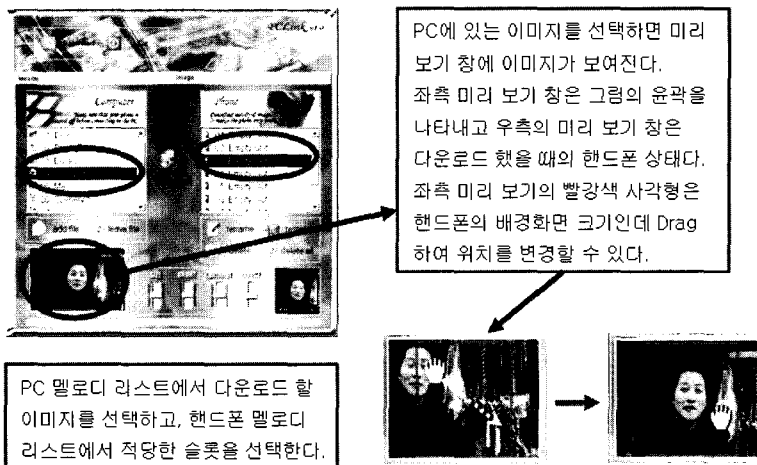 Image
Computer
Phone
add file
rename
PC에 있는 이미지를 선택하면 미리
보기 창에 이미지가 보여진다.
좌측 미리 보기 창은 그림의 윤곽을
나타내고 우측의 미리 보기 창은
다운로드 했을 때의 핸드폰 상태다.
좌측 미리 보기의 빨강색 사각형은
핸드폰의 배경화면 크기인데 Drag
하여 위치를 변경할 수 있다.
PC 멜로디 리스트에서 다운로드 할
이미지를 선택하고, 핸드폰 멜로디
리스트에서 적당한 슬롯을 선택한다.